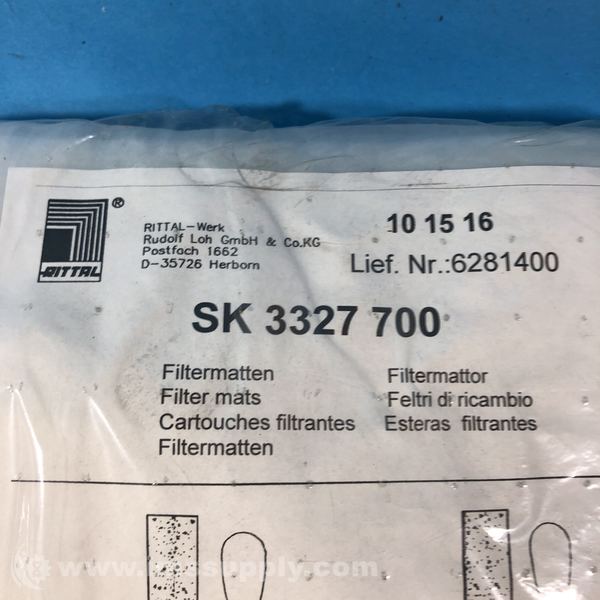 RITTAL
®
RITTAL-Werk
Rudolf Loh GmbH & Co.KG
Postfach 1662
D-35726 Herborn
10 15 16
Lief. Nr.:6281400
SK 3327 700
Filtermatten
Filter mats
Cartouches filtrantes
Filtermatten
Filtermattor
Feltri di ricambio
Esteras filtrantes